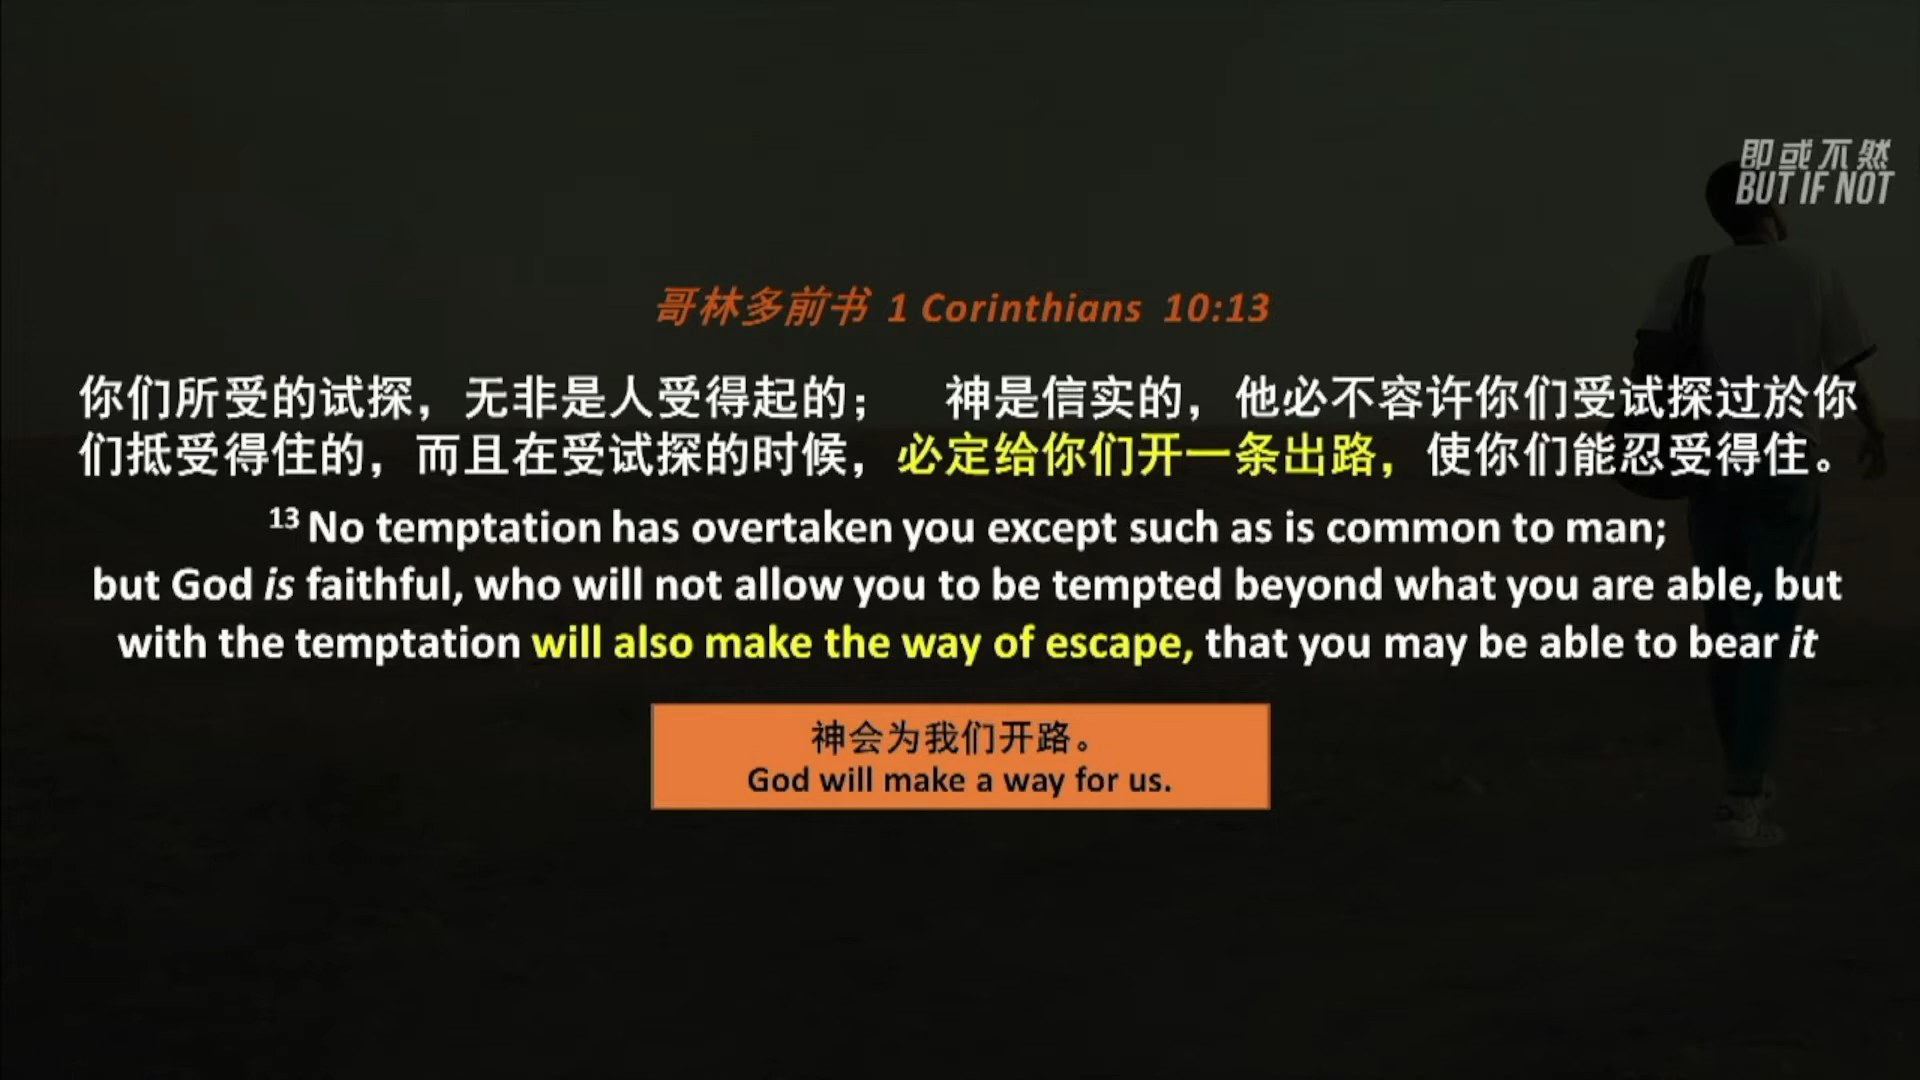 即或不然
BUT IF NOT
哥林多前书 1 Corinthians 10:13
你们所受的试探，无非是人受得起的； 神是信实的，他必不容许你们受试探过於你
们抵受得住的，而且在受试探的时候，必定给你们开一条出路，使你们能忍受得住。
13 No temptation has overtaken you except such as is common to man;
but God is faithful, who will not allow you to be tempted beyond what you are able, but
with the temptation will also make the way of escape, that you may be able to bear it
神会为我们开路。
God will make a way for us.